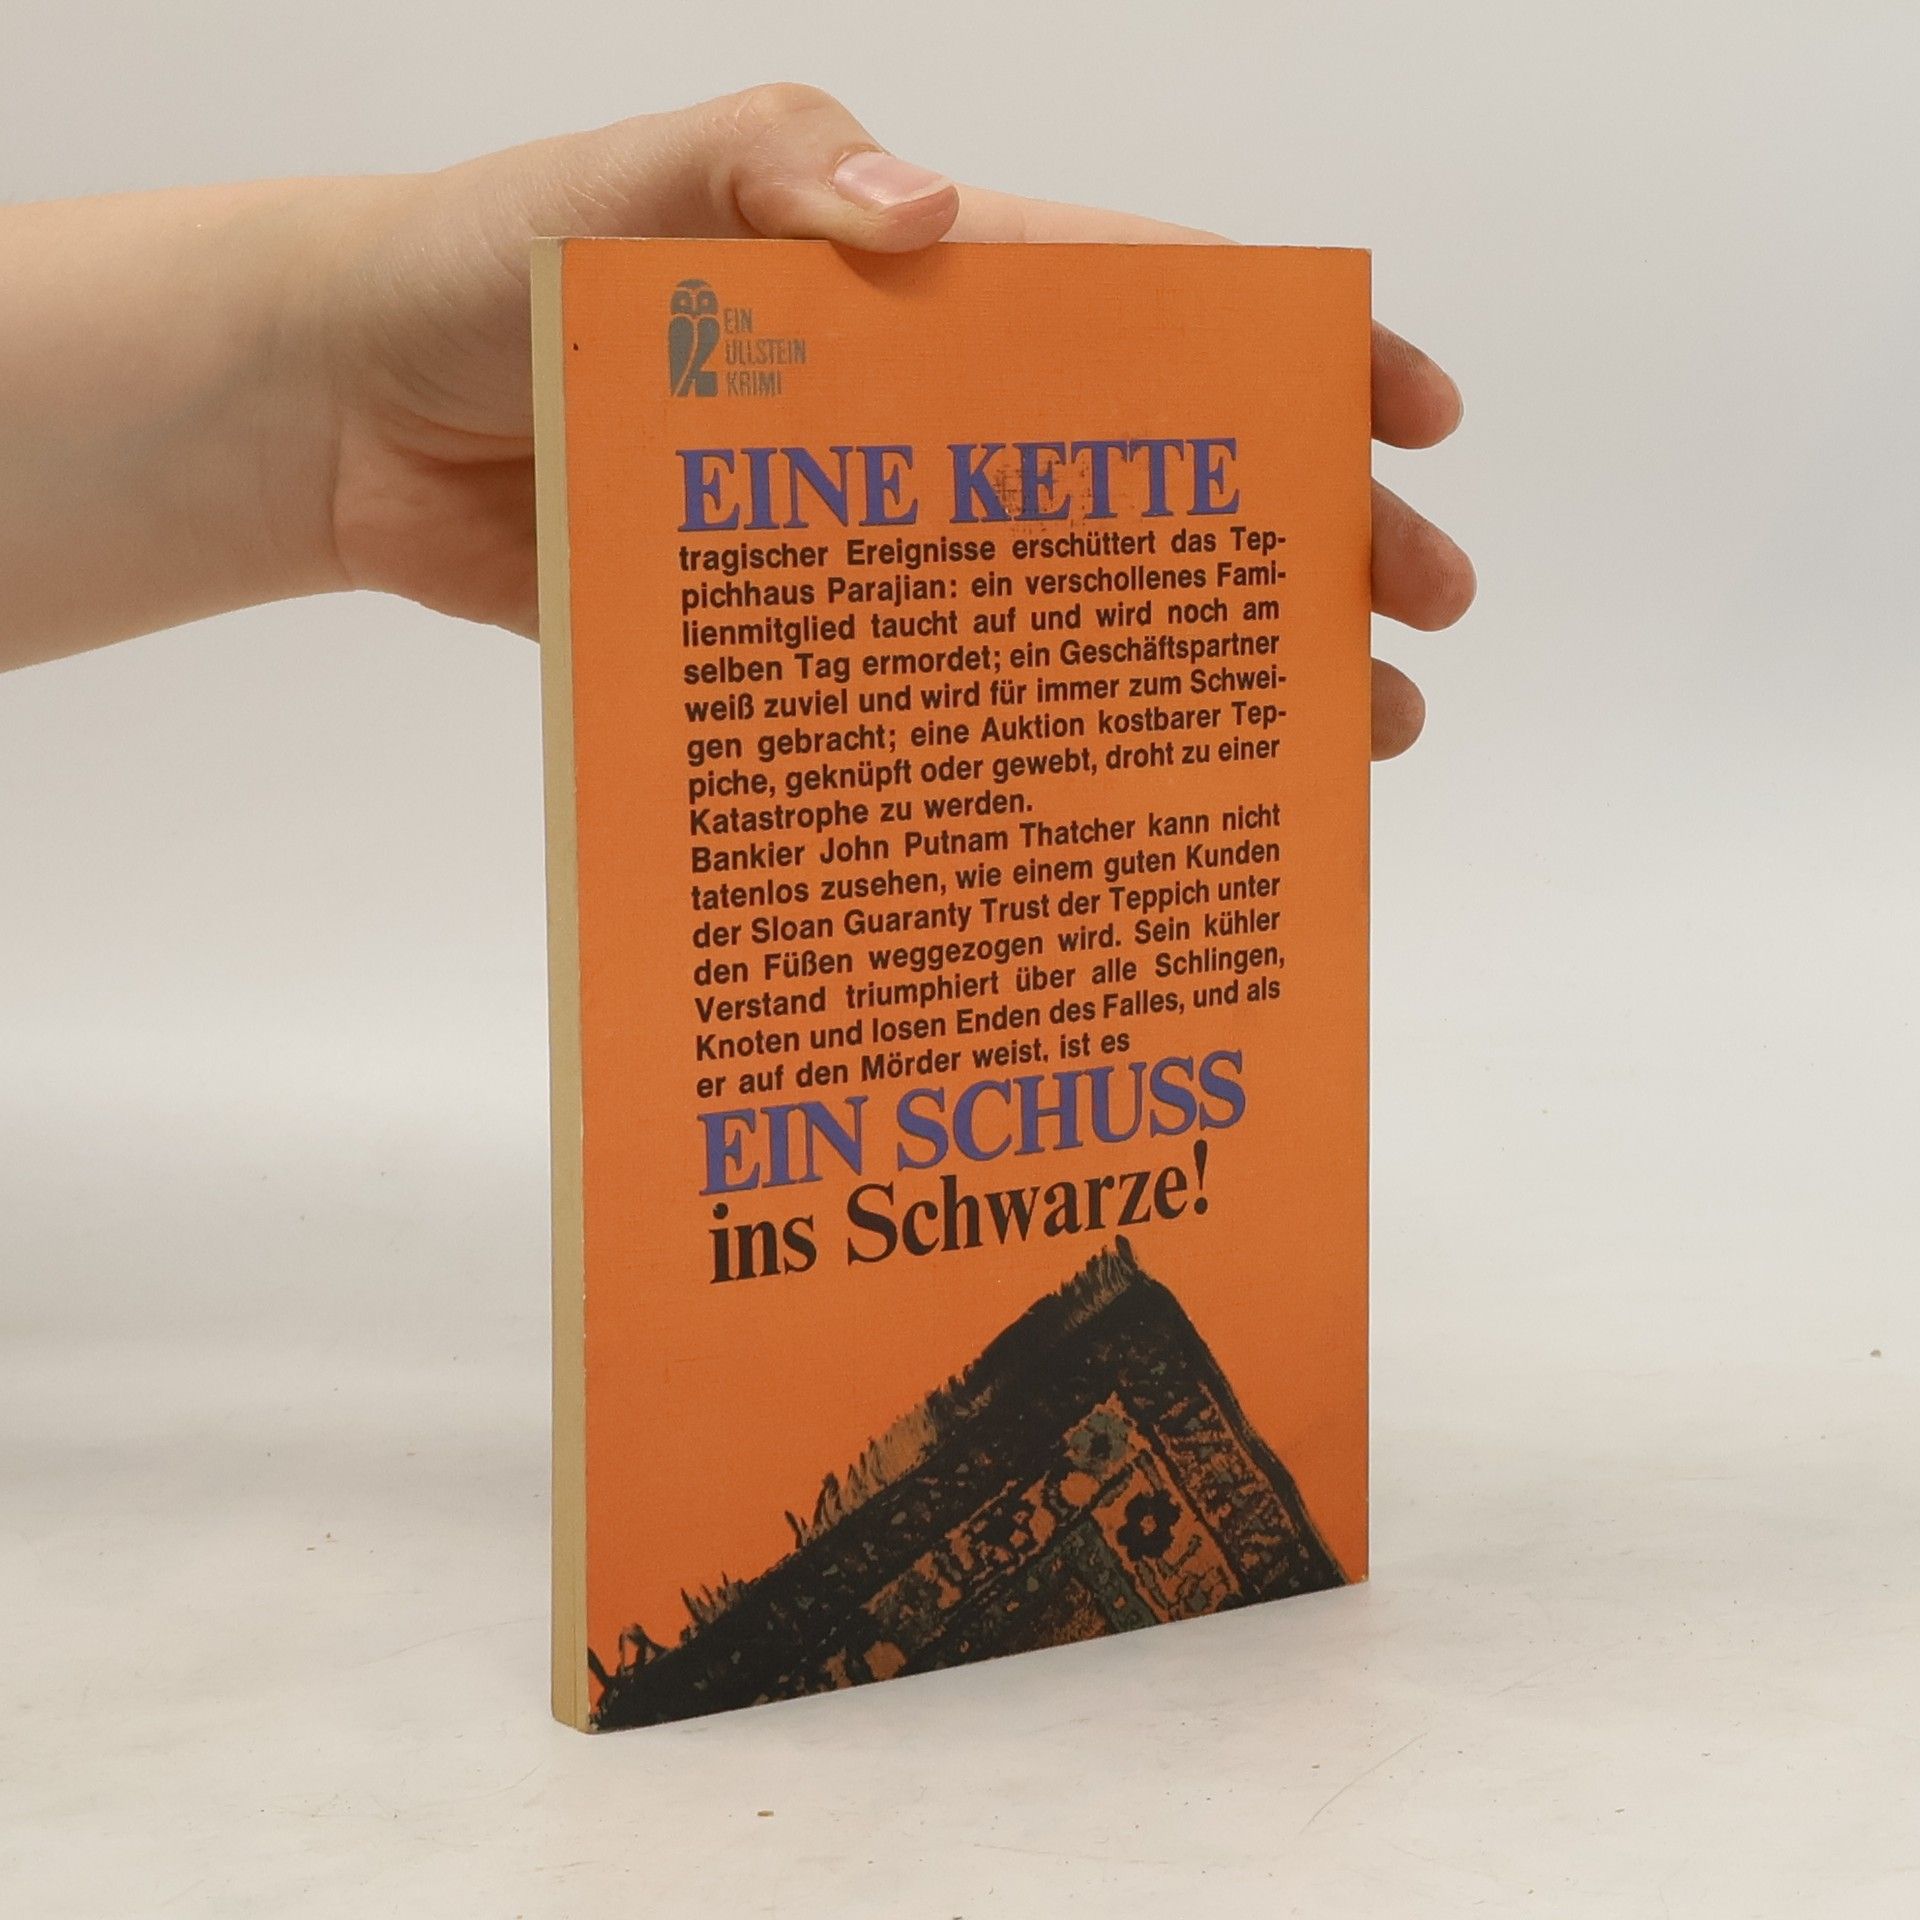 EIN
ULLSTEIN
KRIMI
EINE KETTE
tragischer Ereignisse erschüttert das Tep-
pichhaus Parajian: ein verschollenes Fami-
lienmitglied taucht auf und wird noch am
selben Tag ermordet; ein Geschäftspartner
weiß zuviel und wird für immer zum Schwei-
gen gebracht; eine Auktion kostbarer Tep-
piche, geknüpft oder gewebt, droht zu einer
Katastrophe zu werden.
Bankier John Putnam Thatcher kann nicht
tatenlos zusehen, wie einem guten Kunden
der Sloan Guaranty Trust der Teppich unter
den Füßen weggezogen wird. Sein kühler
Verstand triumphiert über alle Schlingen,
Knoten und losen Enden des Falles, und als
er auf den Mörder weist, ist es
EIN SCHUSS
ins Schwarze!